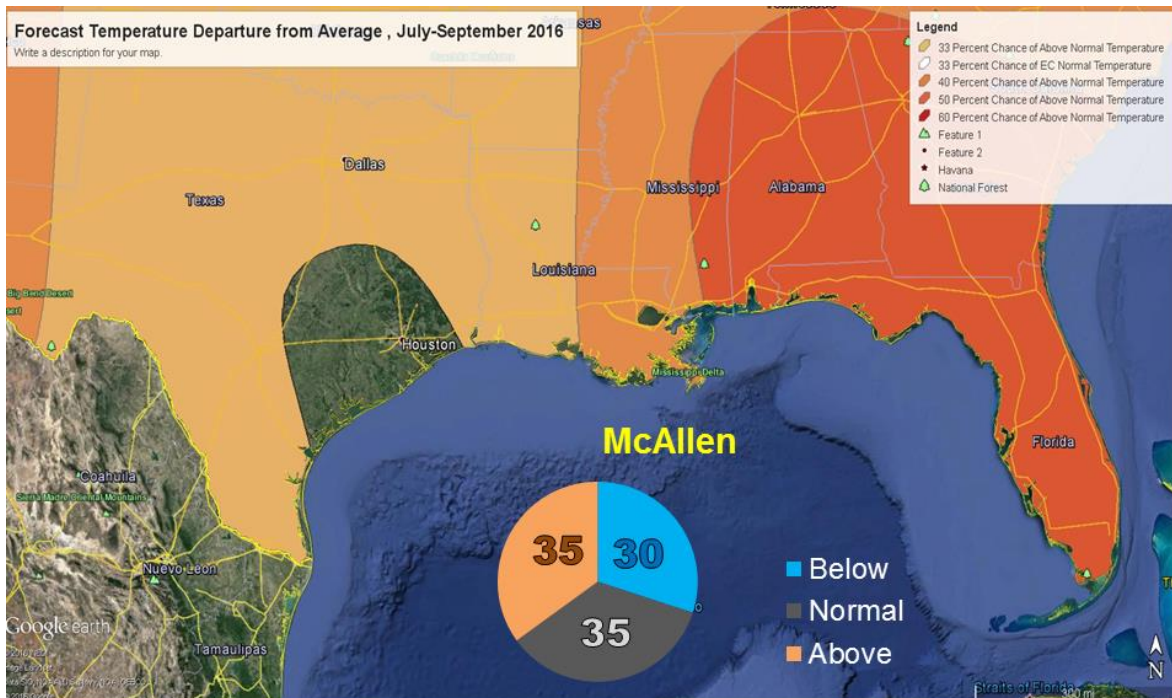 Forecast Temperature Departure from Average , July-September 2016
Write a description for your map.
Legend
33 Percent Chance of Above Normal Temperature
33 Percent Chance of EC Normal Temperature
40 Percent Chance of Above Normal Temperature
50 Percent Chance of Above Normal Temperature
60 Percent Chance of Above Normal Temperature
Feature 1
Feature 2
Havana
National Forest
Dallas
Texas
Mississippi
Alabama
Louisiana
Big Bend Desert
Houston
Mississippi Delta
McAllen
Florida
Coahuila
Sierra Madre Oriental Mountains
35
30
Nuevo Leon
Below
Normal
35
Google earth
Tamaulipas
Above
N
Straits of Florida